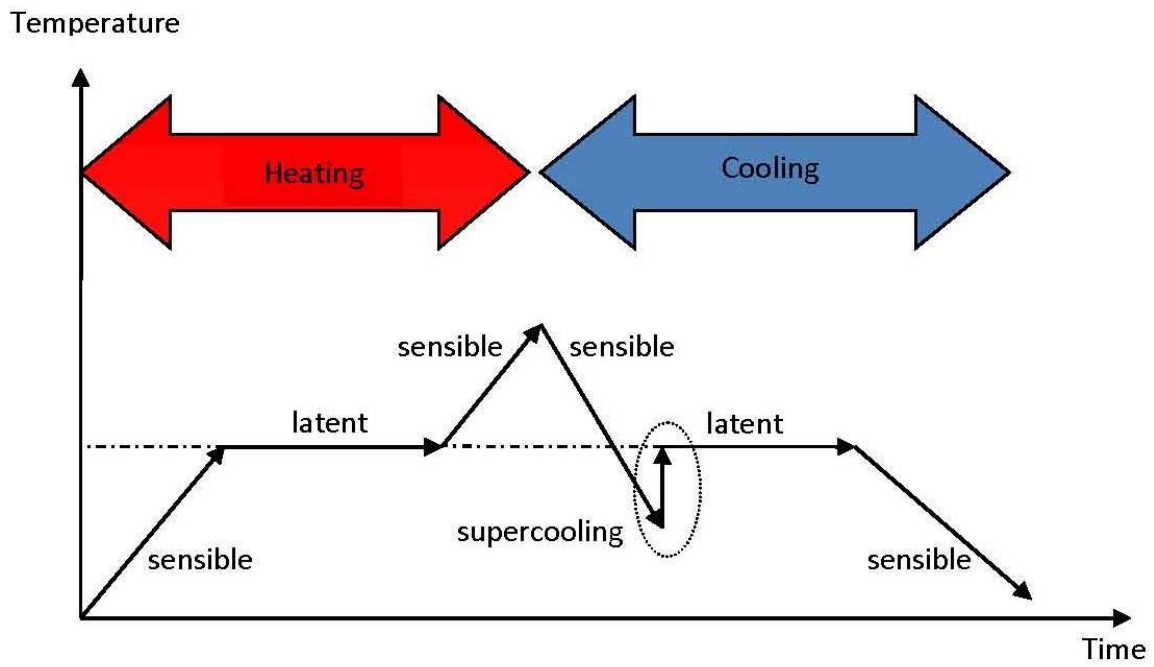 Temperature
Heating
Cooling
sensible
sensible
latent
latent
supercooling
sensible
sensible
Time